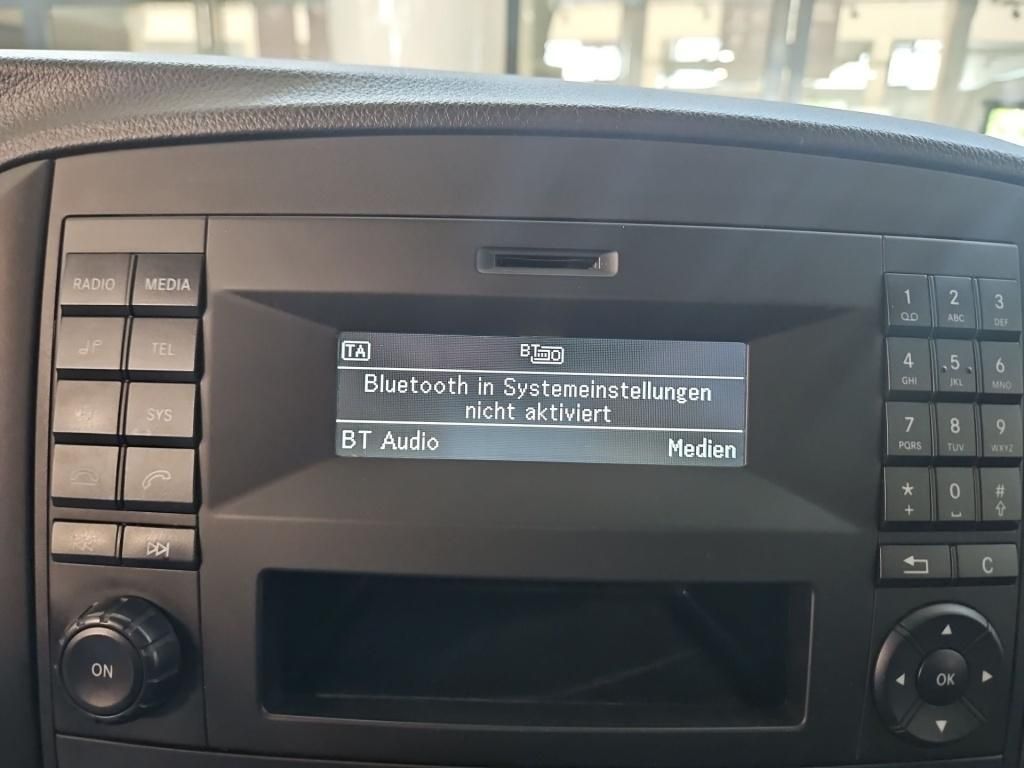 RADIO MEDIA
TEL
SYS
ON
TA BT
Bluetooth in Systemeinstellungen
nicht aktiviert
BT Audio Medien
1 2 ABC 3 DEF
4 GHI 5 JKL 6 MNO
7 PQRS 8 TUV 9 WXYZ
* + 0 #
C
OK